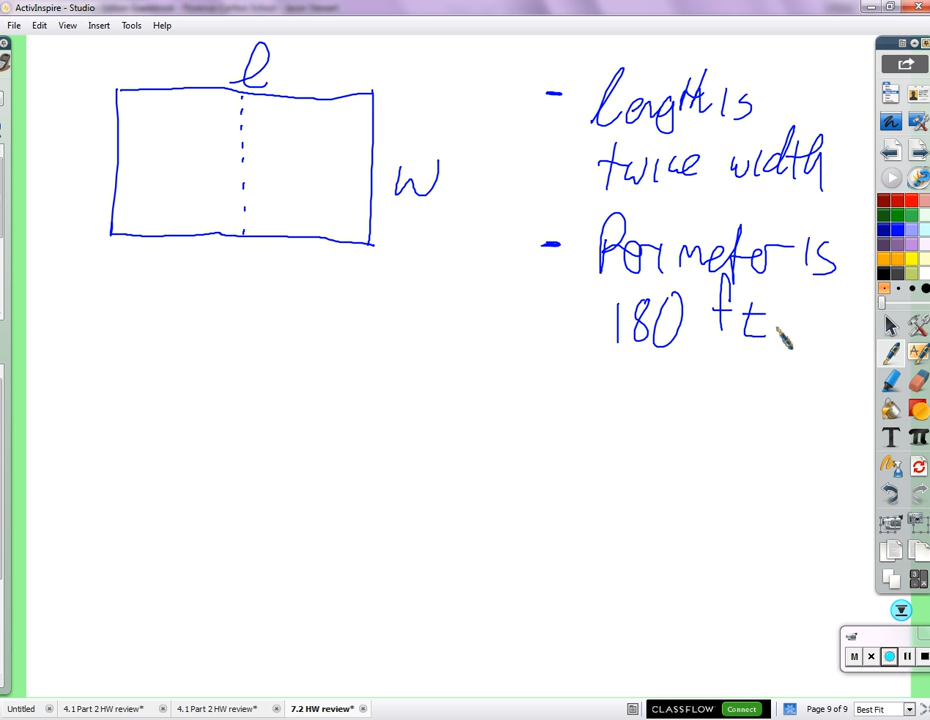 ActivInspire - Studio
File Edit View Insert Tools Help
l
w
- length is
twice width
- Perimeter is
180 ft
T π
M
Untitled 4.1 Part 2 HW review* 4.1 Part 2 HW review* 7.2 HW review*
CLASSFLOW Connect Page 9 of 9 Best Fit